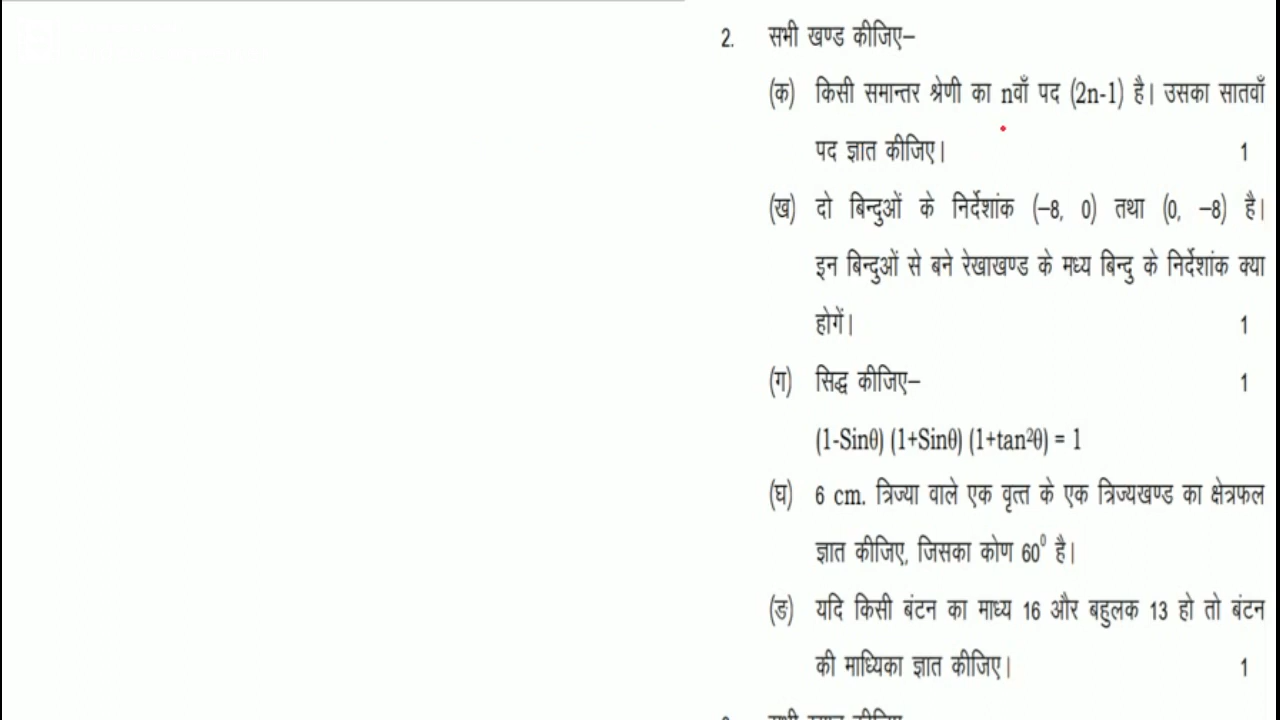 2. सभी खण्ड कीजिए–
(क) किसी समान्तर श्रेणी का nवाँ पद (2n-1) है। उसका सातवाँ
पद ज्ञात कीजिए। 1
(ख) दो बिन्दुओं के निर्देशांक (–8, 0) तथा (0, –8) है।
इन बिन्दुओं से बने रेखाखण्ड के मध्य बिन्दु के निर्देशांक क्या
होगें। 1
(ग) सिद्ध कीजिए– 1
(1-Sinθ) (1+Sinθ) (1+tan²θ) = 1
(घ) 6 cm. त्रिज्या वाले एक वृत्त के एक त्रिज्यखण्ड का क्षेत्रफल
ज्ञात कीजिए, जिसका कोण 60⁰ है।
(ङ) यदि किसी बंटन का माध्य 16 और बहुलक 13 हो तो बंटन
की माध्यिका ज्ञात कीजिए। 1